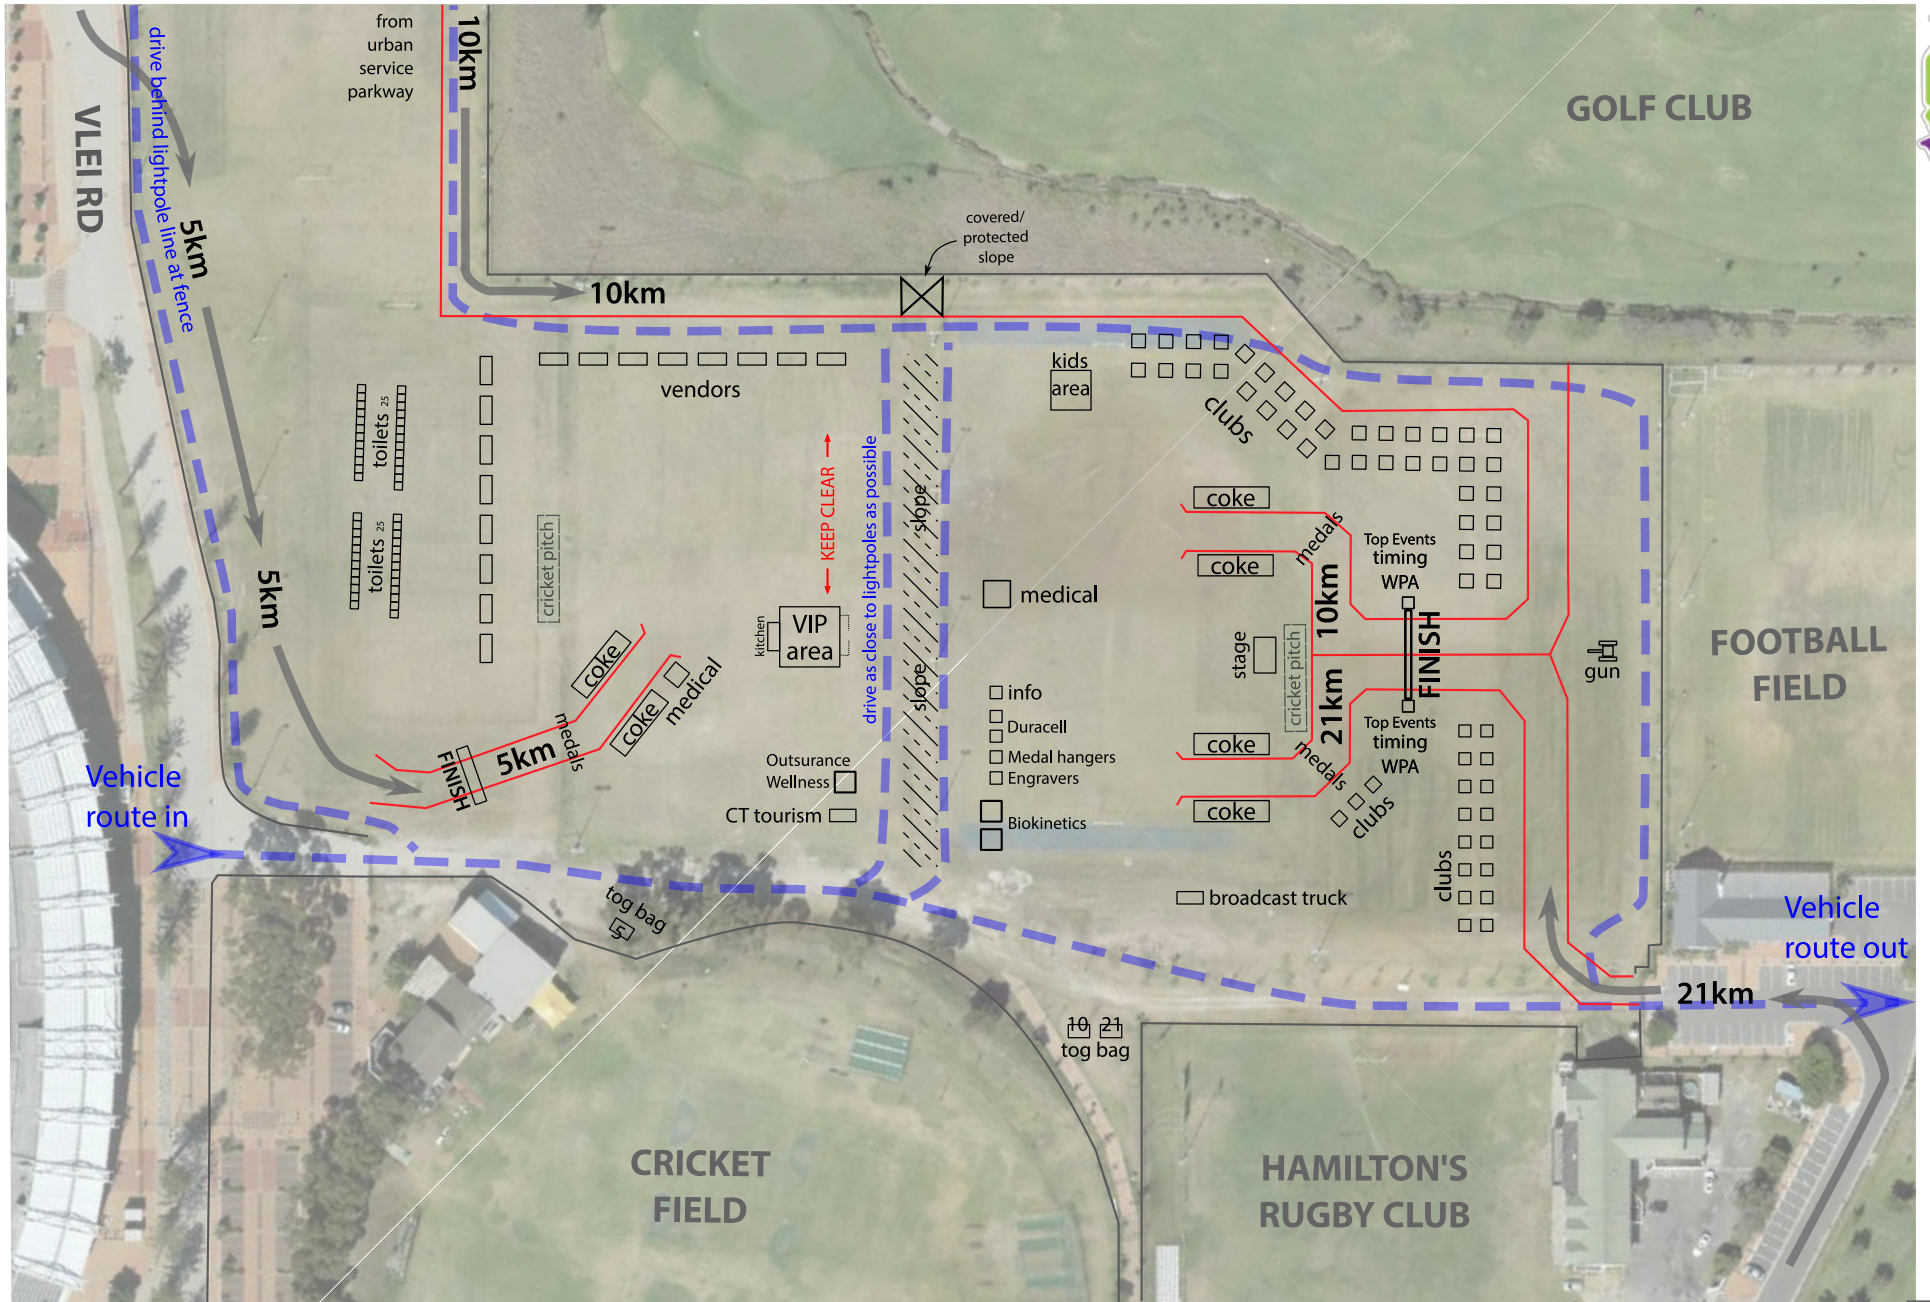 from
urban
service
parkway
10km
VLEI RD
drive behind lightpole line at fence
5km
GOLF CLUB
covered/
protected
slope
10km
kids
area
vendors
toilets 25
toilets 25
clubs
KEEP CLEAR
drive as close to lightpoles as possible
slope
slope
cricket pitch
coke
coke
medals
10km
Top Events
timing
WPA
FINISH
medical
5km
kitchen
VIP
area
stage
cricket pitch
gun
FOOTBALL
FIELD
coke
coke
medical
medals
5km
FINISH
info
Duracell
Medal hangers
Engravers
Biokinetics
21km
coke
coke
medals
Top Events
timing
WPA
clubs
clubs
Outsurance
Wellness
CT tourism
Vehicle
route in
tog bag
5
broadcast truck
Vehicle
route out
21km
10 21
tog bag
CRICKET
FIELD
HAMILTON'S
RUGBY CLUB